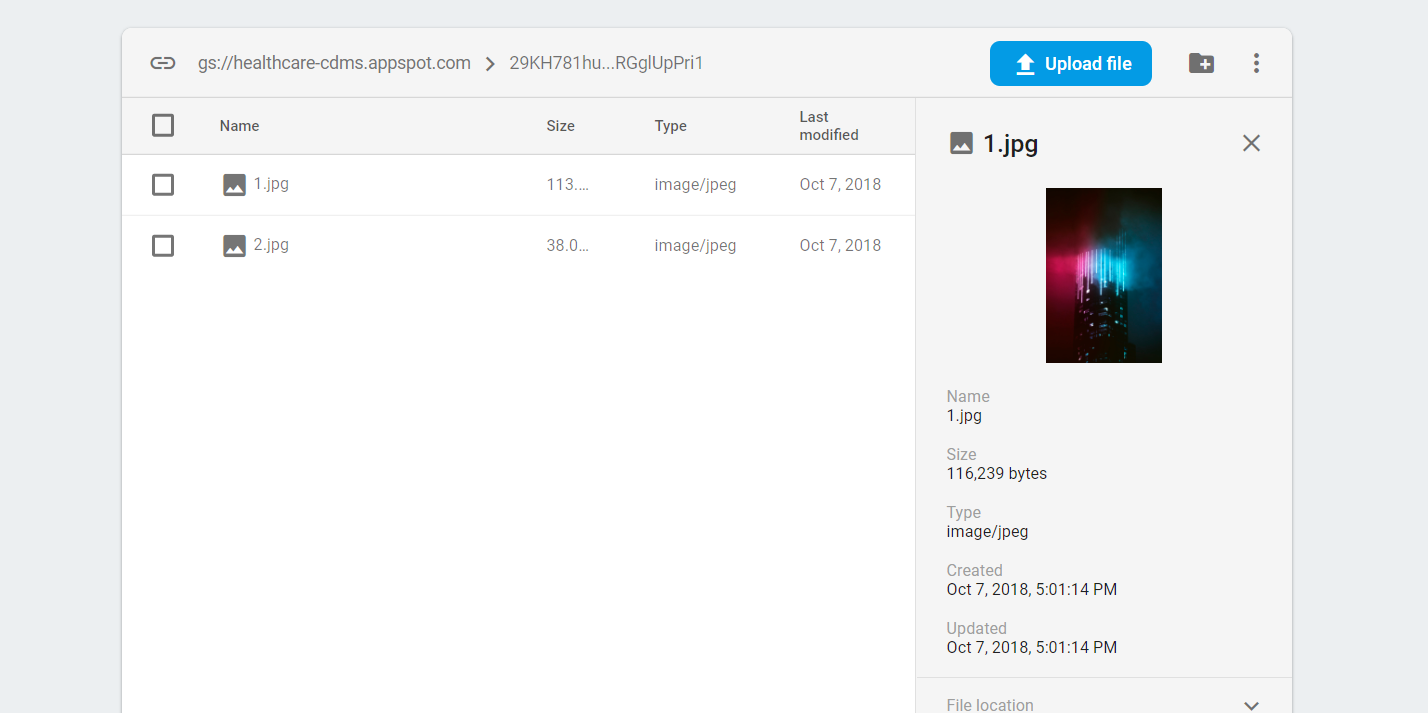 gs://healthcare-cdms.appspot.com > 29KH781hu...RGglUpPri1
Upload file
Name Size Type Last modified
1.jpg 113.... image/jpeg Oct 7, 2018
2.jpg 38.0... image/jpeg Oct 7, 2018
1.jpg
Name
1.jpg
Size
116,239 bytes
Type
image/jpeg
Created
Oct 7, 2018, 5:01:14 PM
Updated
Oct 7, 2018, 5:01:14 PM
File location